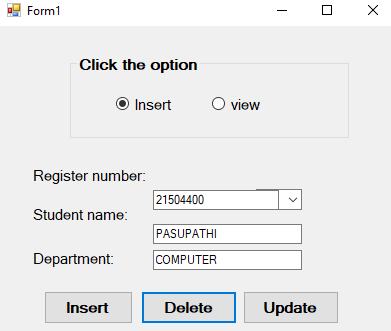 Form1
Click the option
Insert view
Register number:
21504400
Student name:
PASUPATHI
Department: COMPUTER
Insert Delete Update